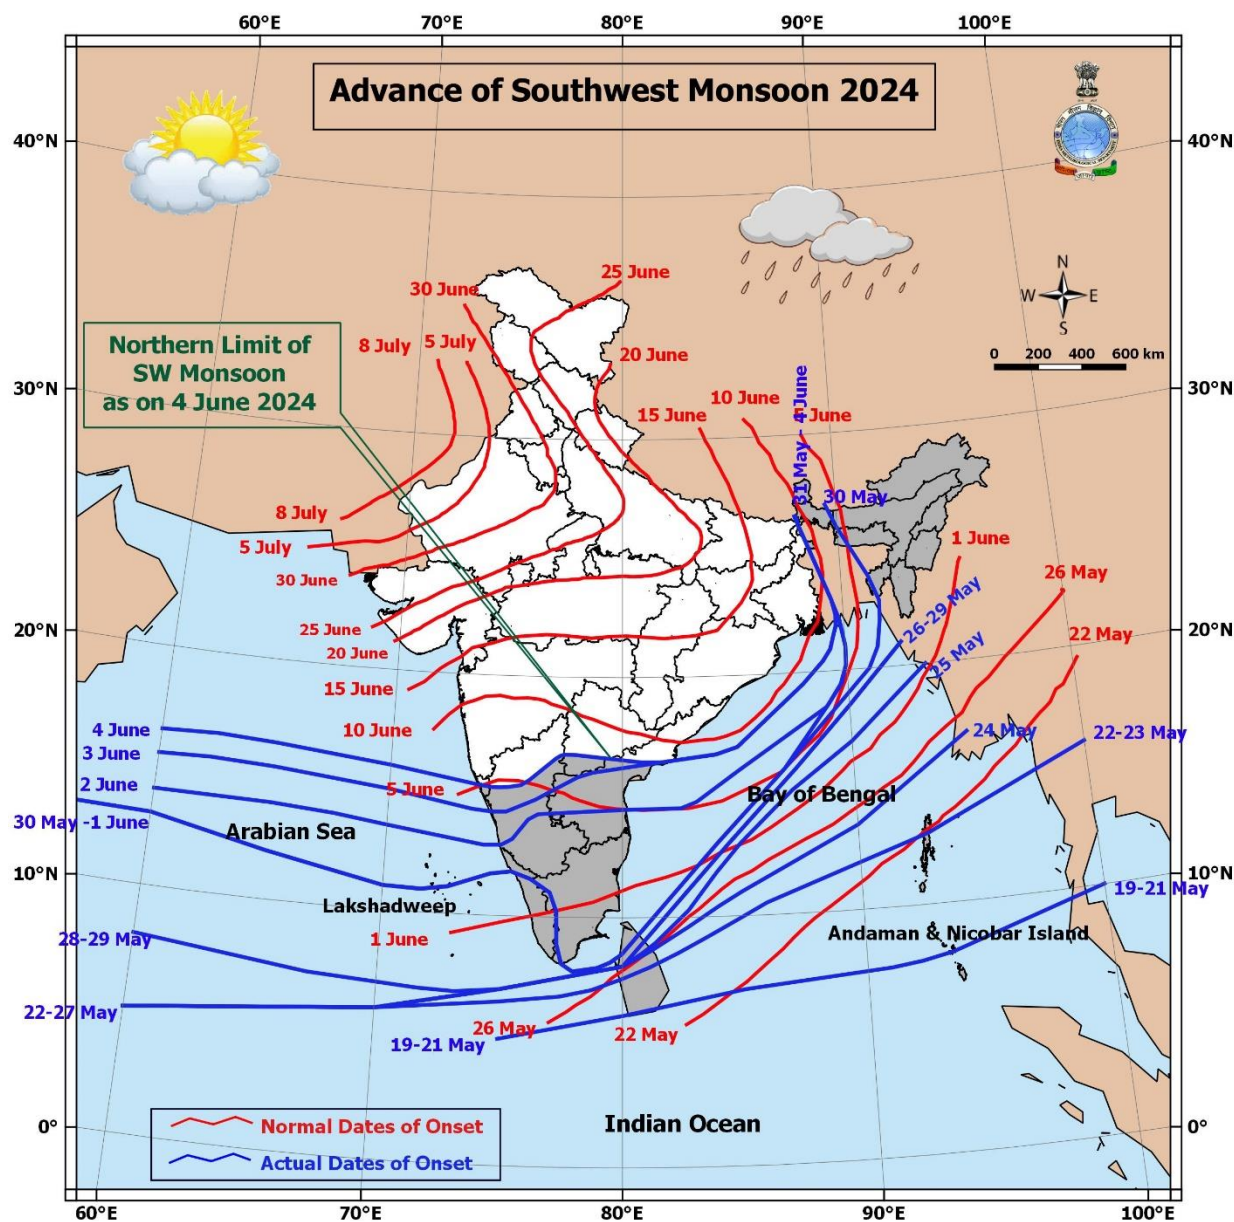 60°E 70°E 80°E 90°E 100°E
Advance of Southwest Monsoon 2024
40°N 40°N
N
W E
S
0 200 400 600 km
25 June
30 June
8 July 5 July
20 June
Northern Limit of
SW Monsoon
as on 4 June 2024
30°N 30°N
10 June
15 June
31 May - 4 June
30 May
8 July
5 July
1 June
26 May
30 June
26-29 May
25 May
22 May
25 June
20°N 20°N
20 June
15 June
10 June
4 June
3 June
24 May
22-23 May
2 June
5 June
Bay of Bengal
30 May -1 June
Arabian Sea
10°N 10°N
19-21 May
Lakshadweep
Andaman & Nicobar Island
1 June
28-29 May
22-27 May
26 May
22 May
19-21 May
Indian Ocean
0° 0°
Normal Dates of Onset
Actual Dates of Onset
60°E 70°E 80°E 90°E 100°E